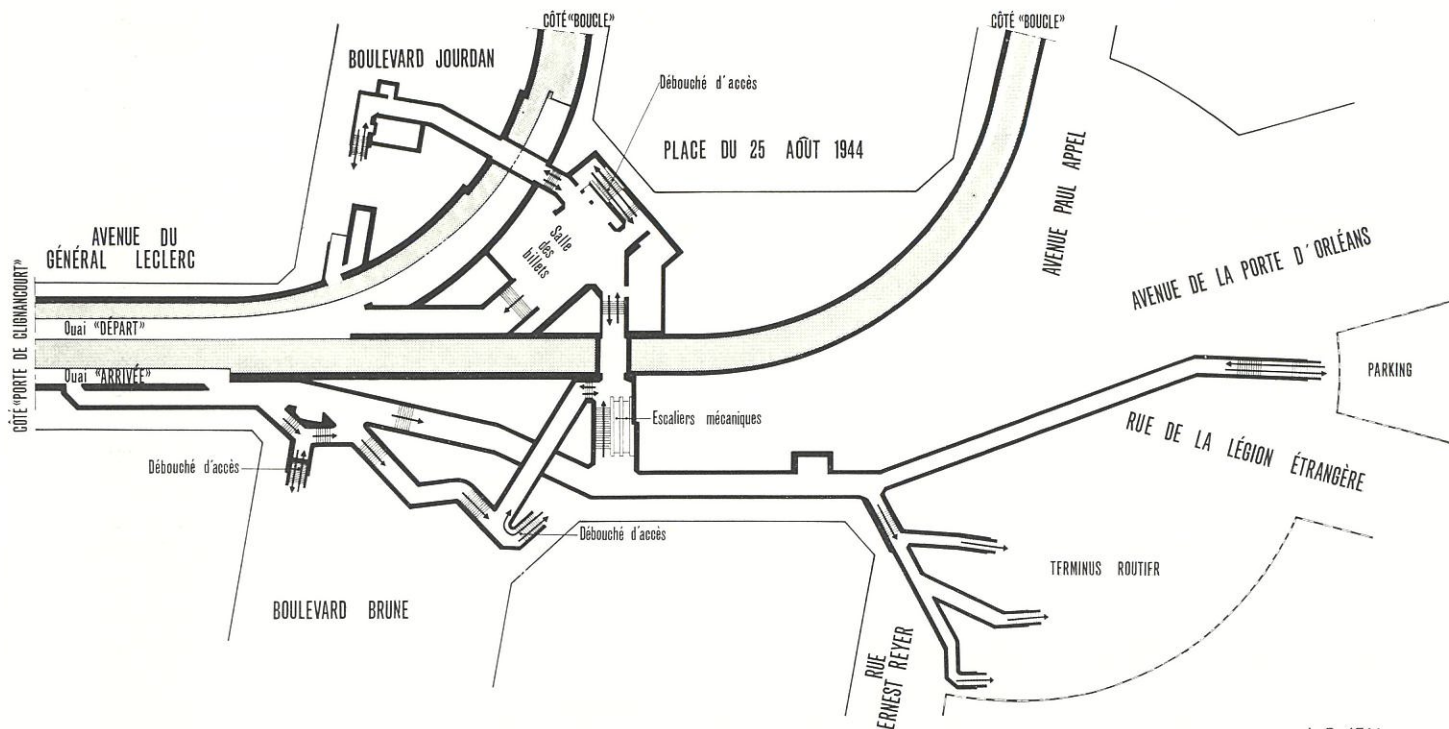 CÔTÉ "BOUCLE"
CÔTÉ "BOUCLE"
BOULEVARD JOURDAN
Débouché d'accès
PLACE DU 25 AOÛT 1944
AVENUE PAUL APPEL
AVENUE DU
GÉNÉRAL LECLERC
Salle
des
billets
AVENUE DE LA PORTE D'ORLÉANS
CÔTÉ "PORTE DE CLIGNANCOURT"
Quai "DÉPART"
Quai "ARRIVÉE"
PARKING
Escaliers mécaniques
RUE DE LA LÉGION ÉTRANGÈRE
Débouché d'accès
Débouché d'accès
TERMINUS ROUTIER
BOULEVARD BRUNE
RUE
ERNEST REYER